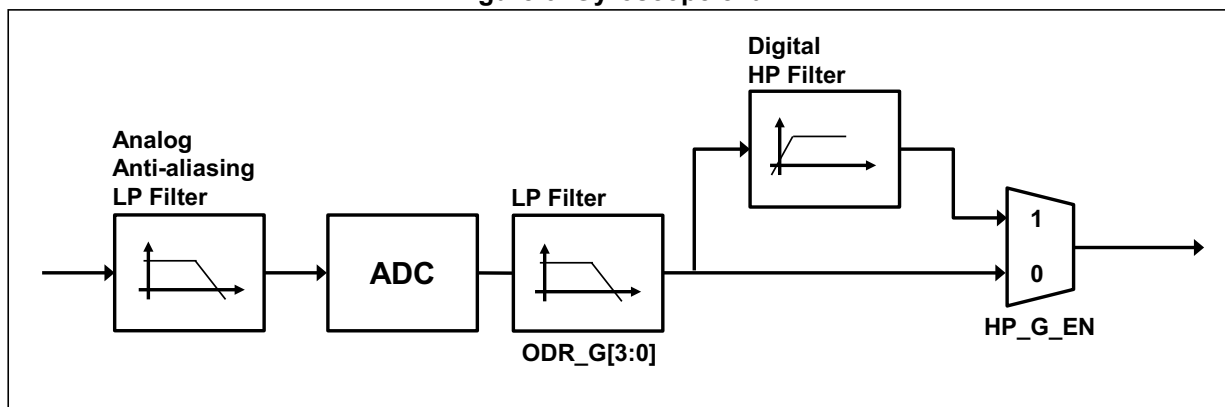 Digital
HP Filter
Analog
Anti-aliasing
LP Filter
LP Filter
ADC
1
0
ODR_G[3:0]
HP_G_EN